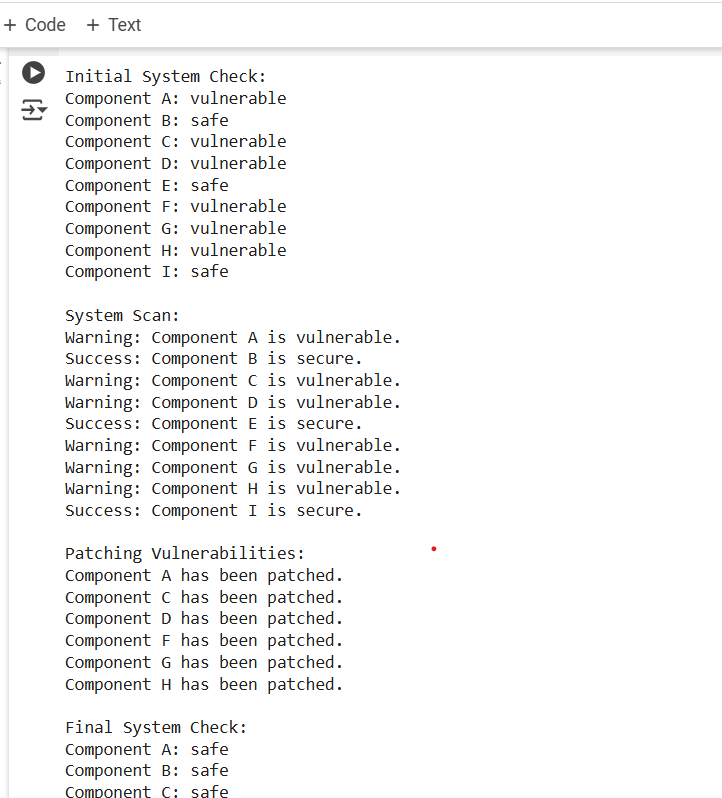 + Code + Text
Initial System Check:
Component A: vulnerable
Component B: safe
Component C: vulnerable
Component D: vulnerable
Component E: safe
Component F: vulnerable
Component G: vulnerable
Component H: vulnerable
Component I: safe
System Scan:
Warning: Component A is vulnerable.
Success: Component B is secure.
Warning: Component C is vulnerable.
Warning: Component D is vulnerable.
Success: Component E is secure.
Warning: Component F is vulnerable.
Warning: Component G is vulnerable.
Warning: Component H is vulnerable.
Success: Component I is secure.
Patching Vulnerabilities:
Component A has been patched.
Component C has been patched.
Component D has been patched.
Component F has been patched.
Component G has been patched.
Component H has been patched.
Final System Check:
Component A: safe
Component B: safe
Component C: safe